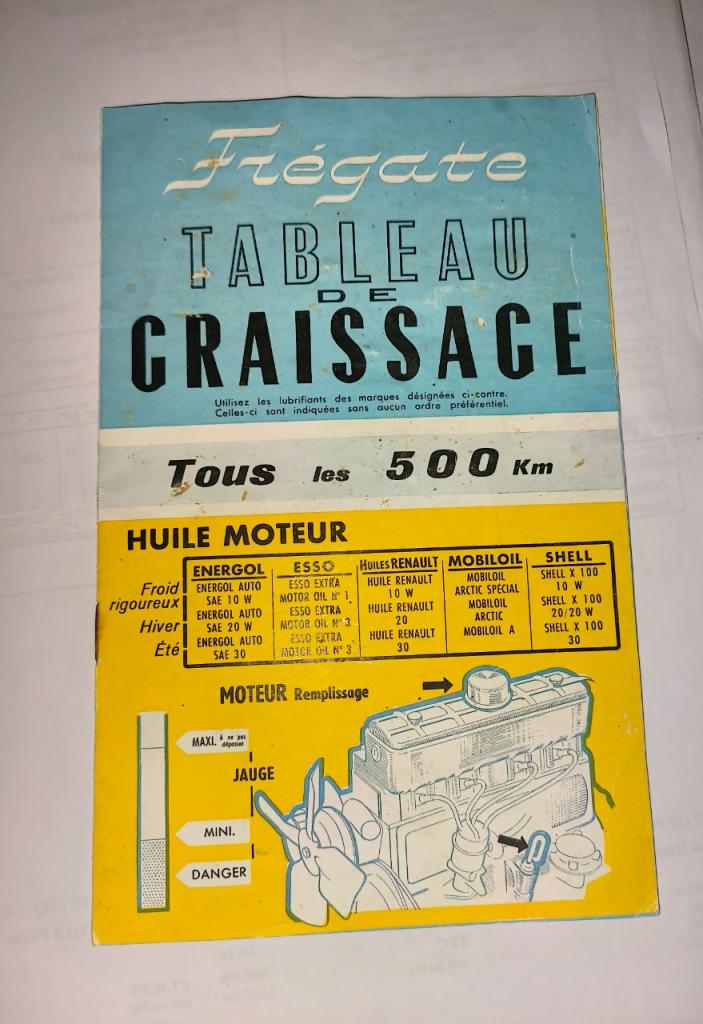 Frégate
TABLEAU
DE
GRAISSAGE
Utilisez les lubrifiants des marques désignées ci-contre.
Celles-ci sont indiquées sans aucun ordre préférentiel.
Tous les 500 Km
HUILE MOTEUR
ENERGOL ESSO HUILES RENAULT MOBILOIL SHELL
Froid rigoureux
ENERGOL AUTO SAE 10 W
ESSO EXTRA MOTOR OIL N° 1
HUILE RENAULT 10 W
MOBILOIL ARCTIC SPÉCIAL
SHELL X 100 10 W
Hiver
ENERGOL AUTO SAE 20 W
ESSO EXTRA MOTOR OIL N° 3
HUILE RENAULT 20
MOBILOIL ARCTIC
SHELL X 100 20/20 W
Été
ENERGOL AUTO SAE 30
ESSO EXTRA MOTOR OIL N° 3
HUILE RENAULT 30
MOBILOIL A
SHELL X 100 30
MOTEUR Remplissage
MAXI. à ne pas dépasser
JAUGE
MINI.
DANGER
TTC
CLIENT